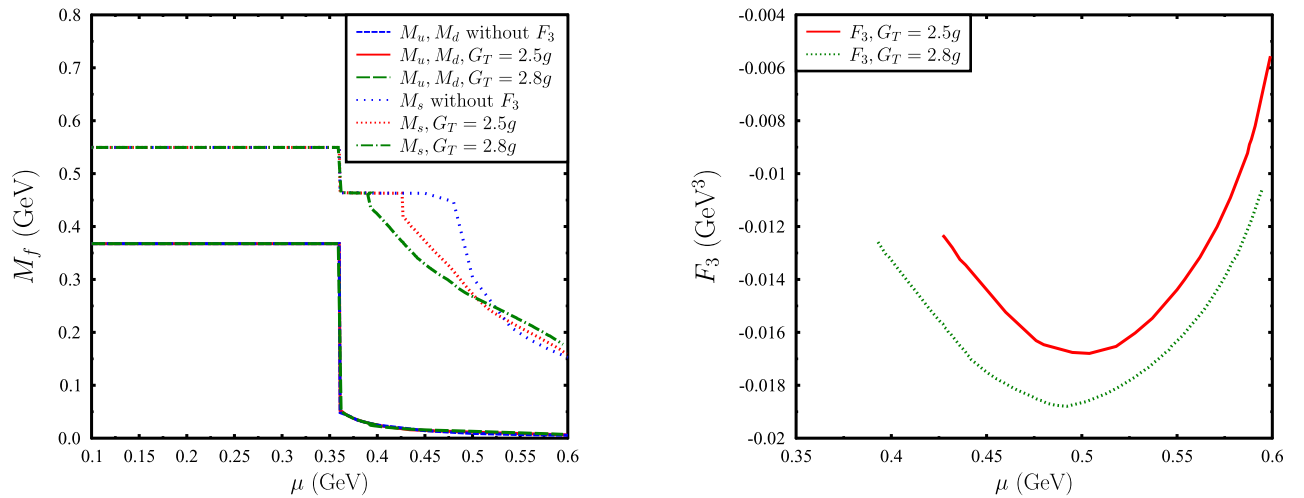 0.8
0.7
0.6
0.5
0.4
0.3
0.2
0.1
0.0
M_f (GeV)
M_u, M_d without F_3
M_u, M_d, G_T = 2.5g
M_u, M_d, G_T = 2.8g
M_s without F_3
M_s, G_T = 2.5g
M_s, G_T = 2.8g
0.1 0.15 0.2 0.25 0.3 0.35 0.4 0.45 0.5 0.55 0.6
μ (GeV)
-0.004
-0.006
-0.008
-0.01
-0.012
-0.014
-0.016
-0.018
-0.02
F_3 (GeV^3)
F_3, G_T = 2.5g
F_3, G_T = 2.8g
0.35 0.4 0.45 0.5 0.55 0.6
μ (GeV)